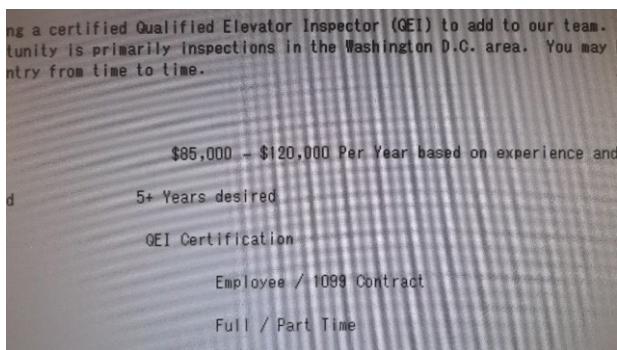 ng a certified Qualified Elevator Inspector (QEI) to add to our team.
tunity is primarily inspections in the Washington D.C. area. You may
ntry from time to time.
$85,000 - $120,000 Per Year based on experience and
d 5+ Years desired
QEI Certification
Employee / 1099 Contract
Full / Part Time